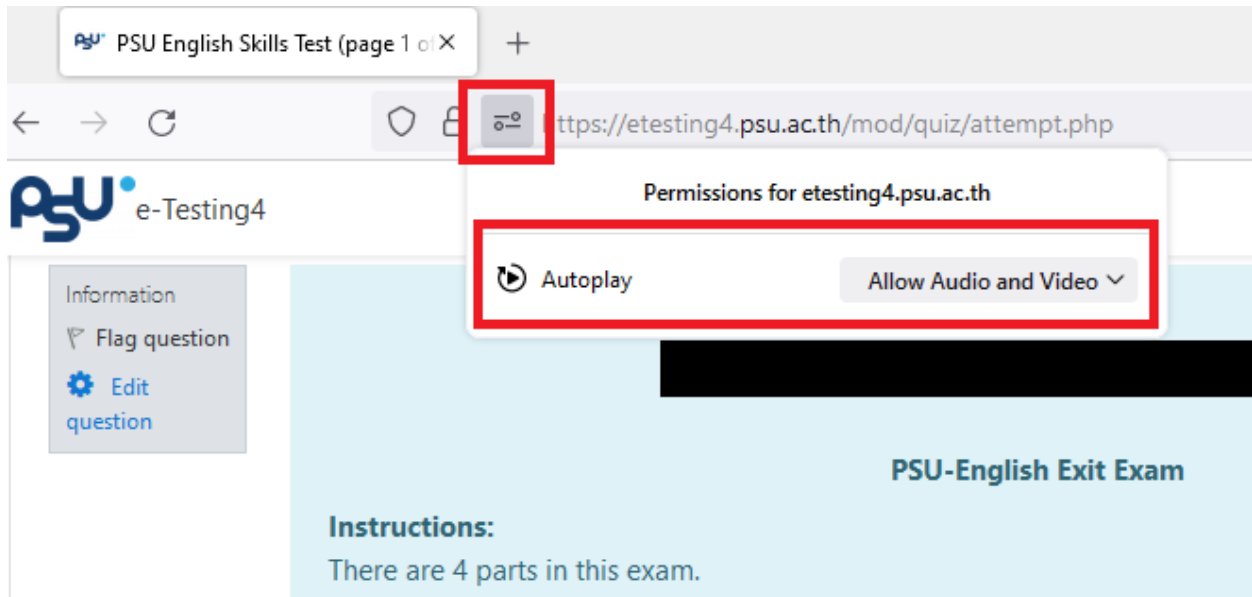 PSU PSU English Skills Test (page 1 of
https://etesting4.psu.ac.th/mod/quiz/attempt.php
Permissions for etesting4.psu.ac.th
PSU e-Testing4
Autoplay Allow Audio and Video
Information
Flag question
Edit
question
PSU-English Exit Exam
Instructions:
There are 4 parts in this exam.